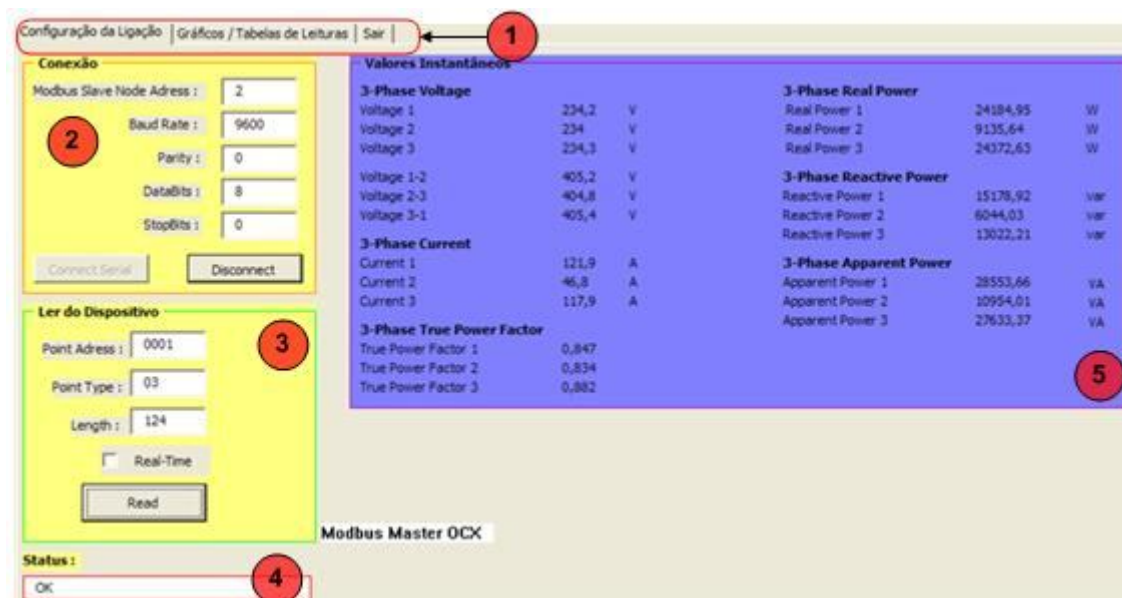 Configuração da Ligação | Gráficos / Tabelas de Leituras | Sair |
1
Conexão
Modbus Slave Node Adress : 2
Baud Rate : 9600
2
Parity : 0
DataBits : 8
StopBits : 0
Connect Serial Disconnect
Ler do Dispositivo
3
Point Adress : 0001
Point Type : 03
Length : 124
Real-Time
Read
Modbus Master OCX
Status :
4
OK
Valores Instantâneos
3-Phase Voltage
Voltage 1 234,2 V
Voltage 2 234 V
Voltage 3 234,3 V
Voltage 1-2 405,2 V
Voltage 2-3 404,8 V
Voltage 3-1 405,4 V
3-Phase Current
Current 1 121,9 A
Current 2 46,8 A
Current 3 117,9 A
3-Phase True Power Factor
True Power Factor 1 0,847
True Power Factor 2 0,834
True Power Factor 3 0,882
3-Phase Real Power
Real Power 1 24184,95 W
Real Power 2 9135,64 W
Real Power 3 24372,63 W
3-Phase Reactive Power
Reactive Power 1 15178,92 var
Reactive Power 2 6044,03 var
Reactive Power 3 13022,21 var
3-Phase Apparent Power
Apparent Power 1 28553,66 VA
Apparent Power 2 10954,01 VA
Apparent Power 3 27633,37 VA
5